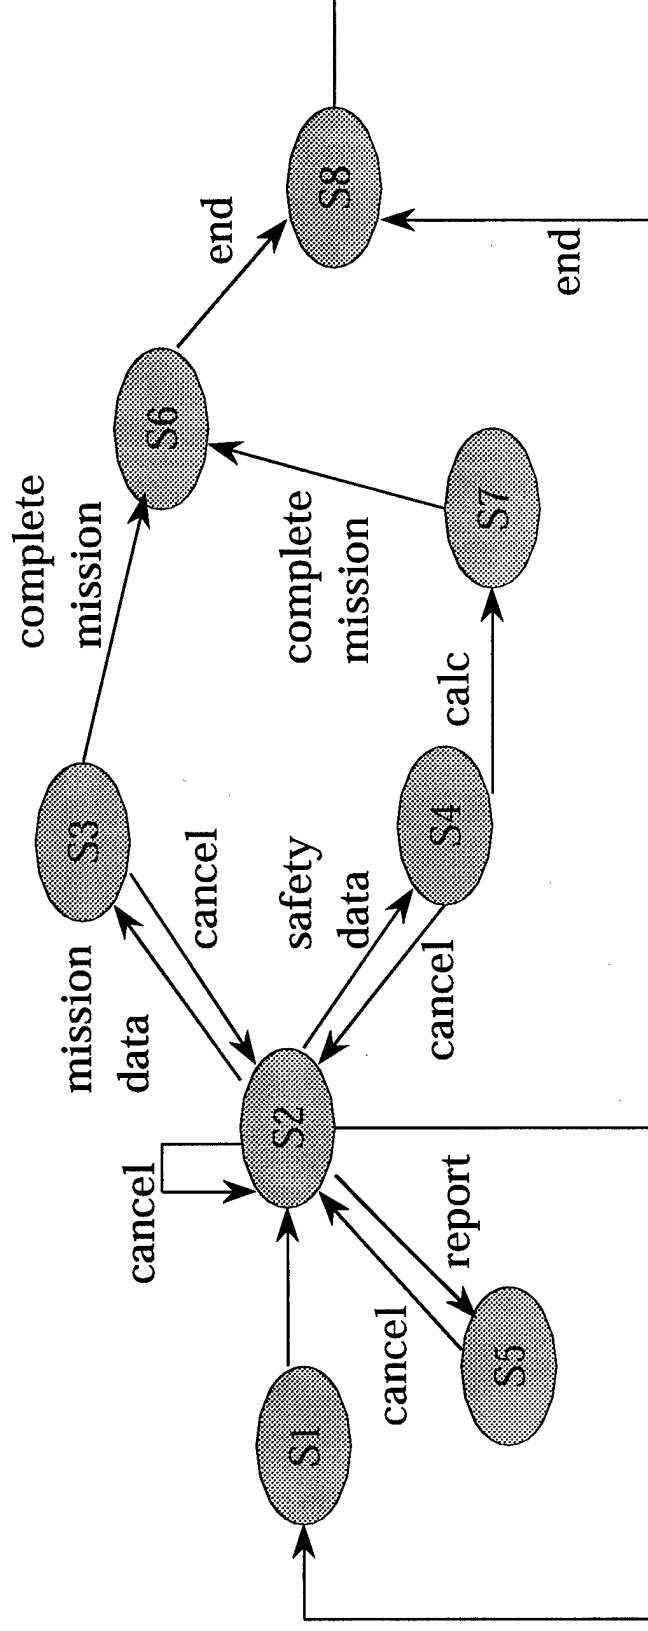 complete
mission
end
S8
end
S6
complete
mission
S7
calc
S3
cancel
safety
data
S4
cancel
mission
data
S2
cancel
report
cancel
S5
S1